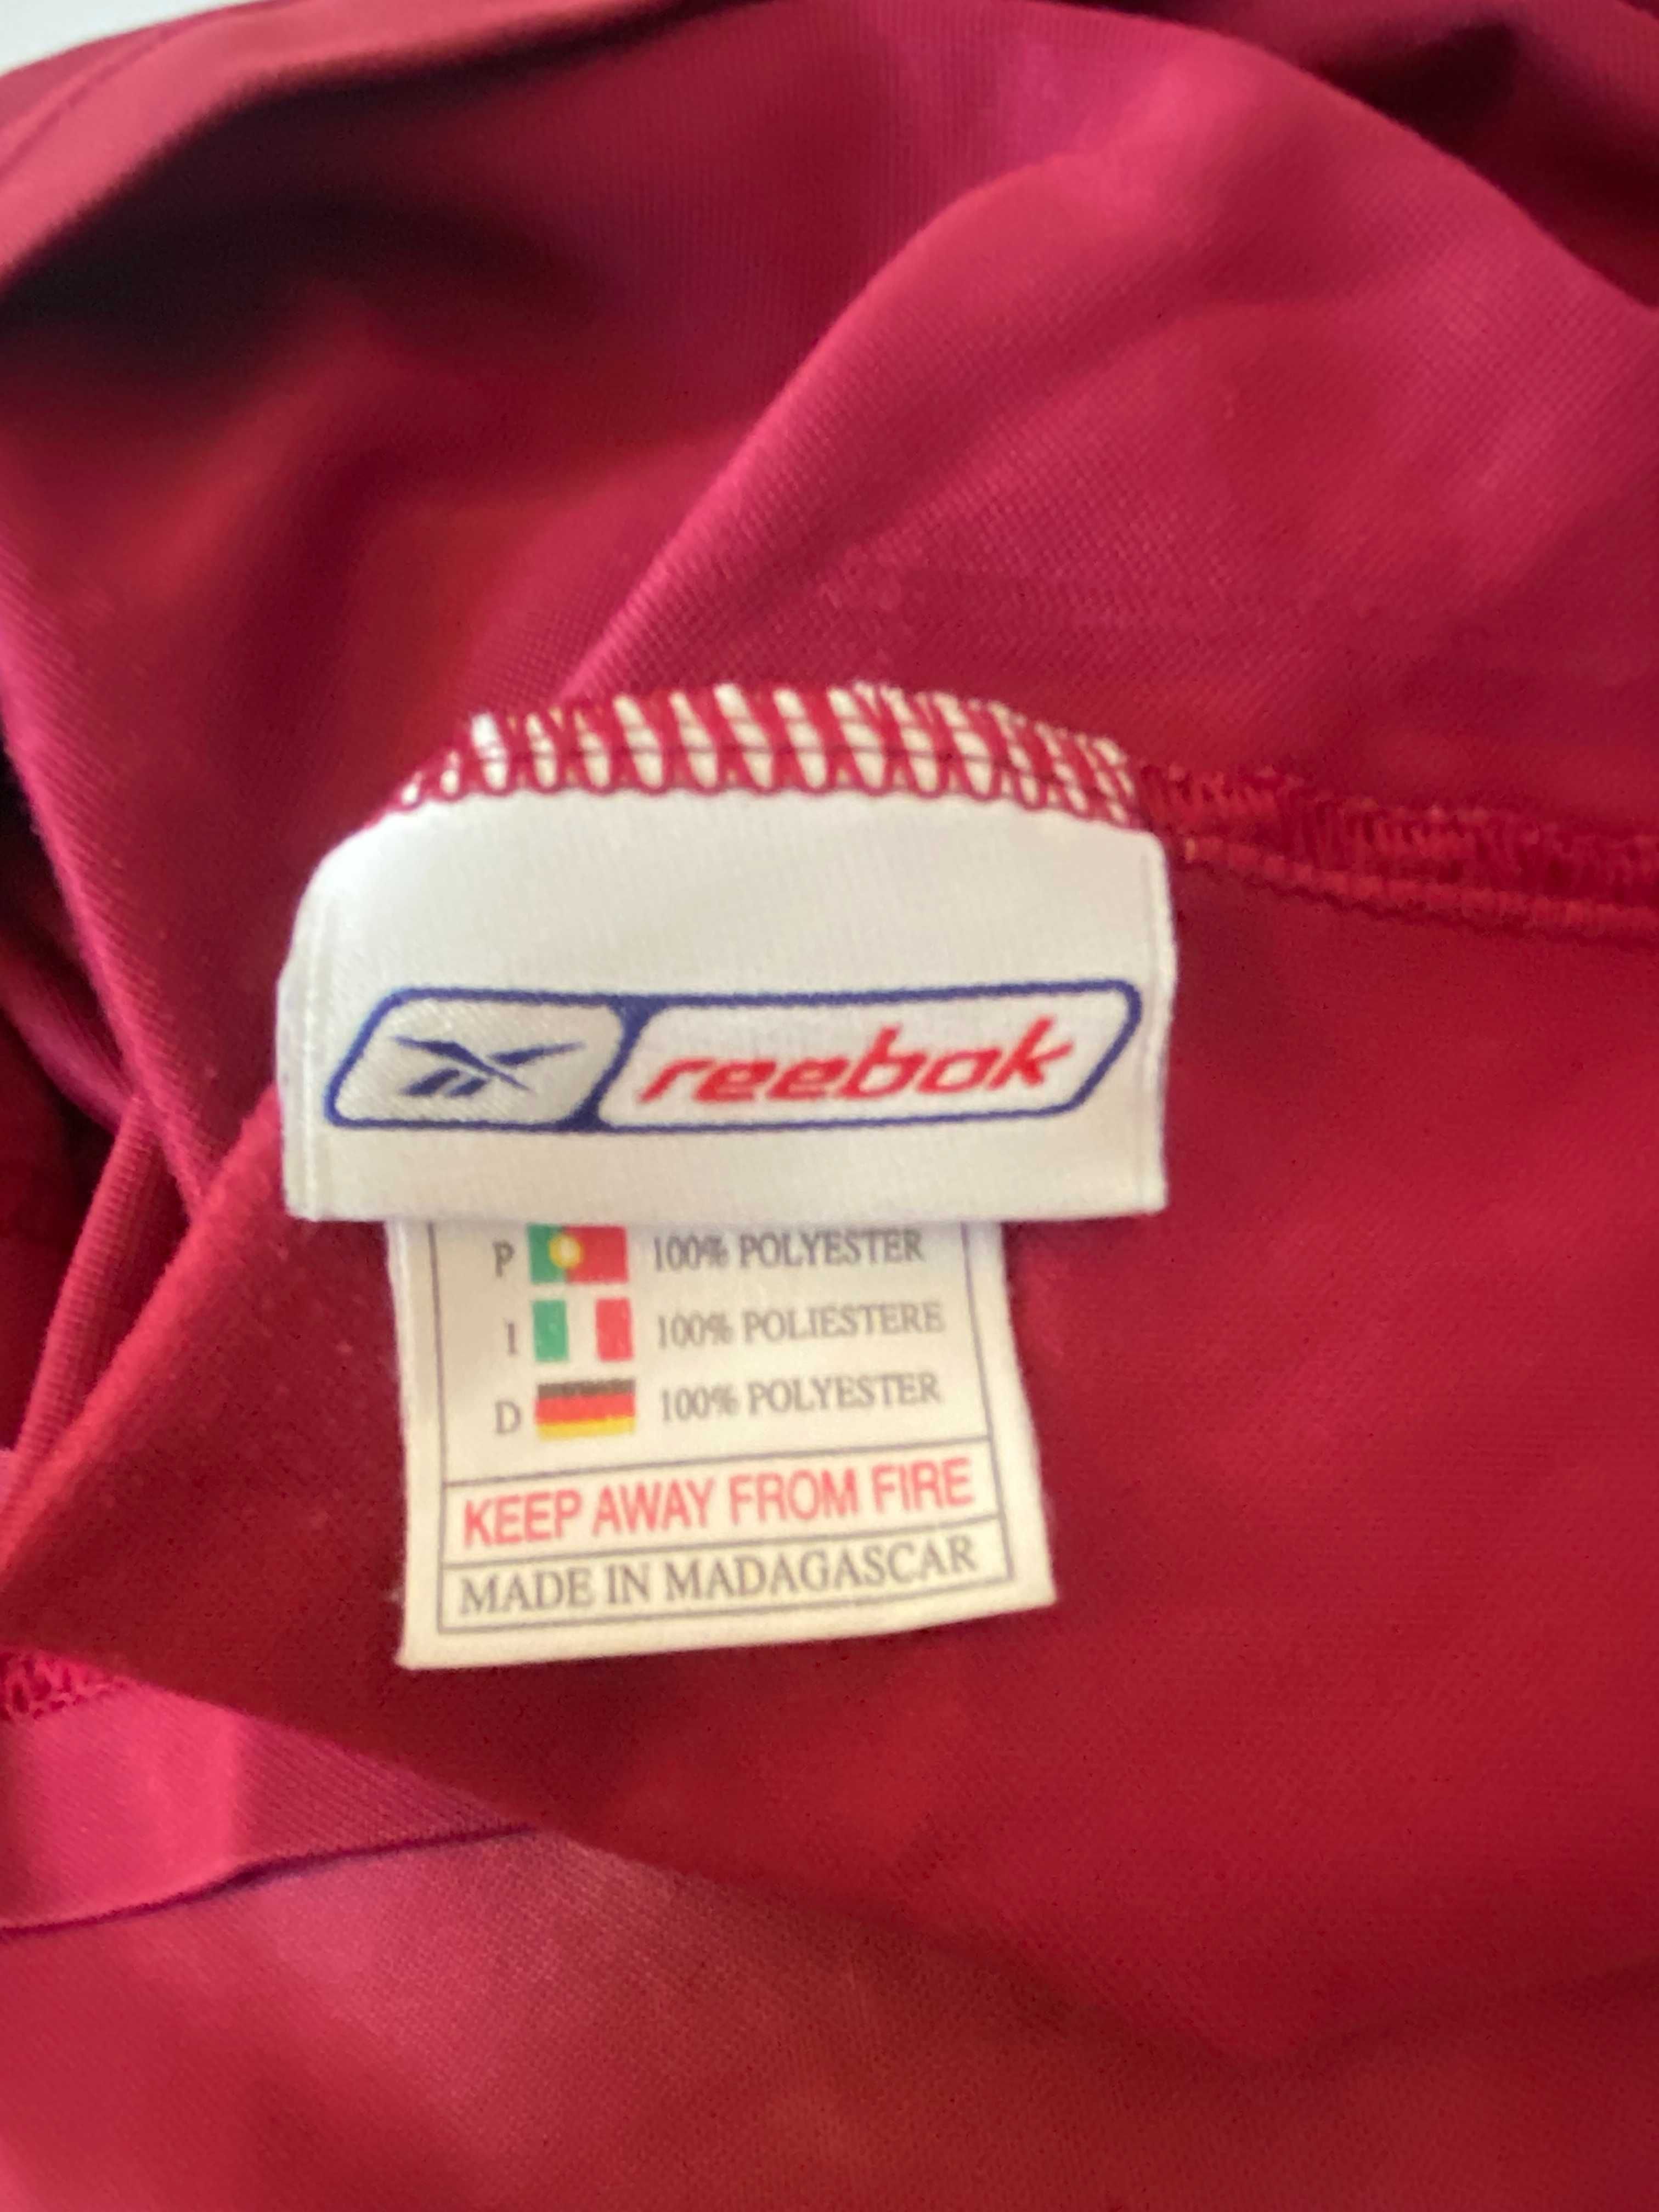 reebok
P 100% POLYESTER
I 100% POLIESTERE
D 100% POLYESTER
KEEP AWAY FROM FIRE
MADE IN MADAGASCAR